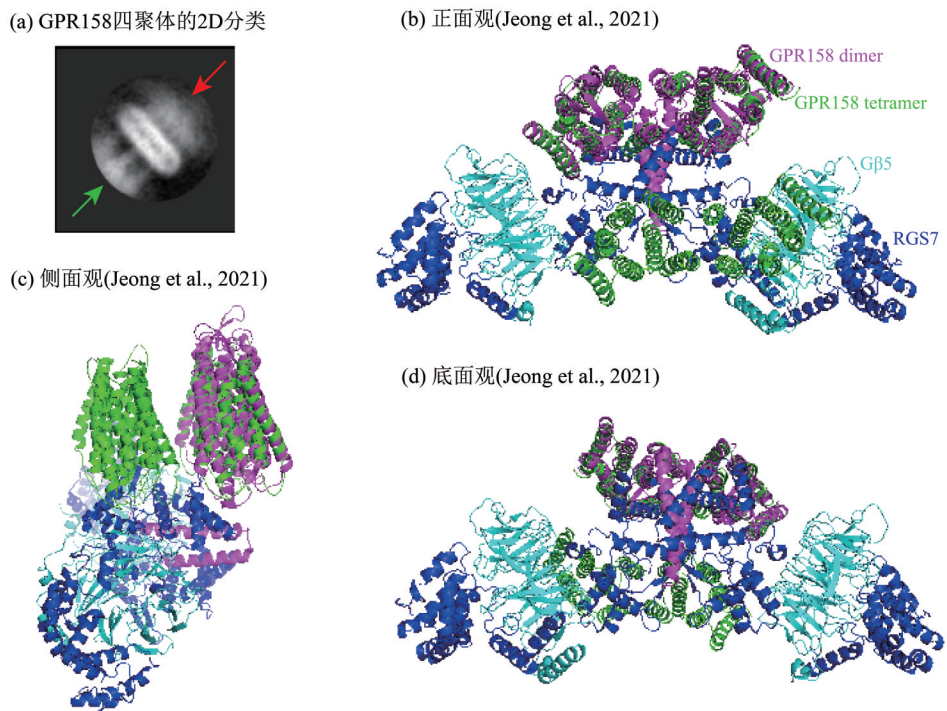 (a) GPR158四聚体的2D分类
(b) 正面观(Jeong et al., 2021)
GPR158 dimer
GPR158 tetramer
Gβ5
RGS7
(c) 侧面观(Jeong et al., 2021)
(d) 底面观(Jeong et al., 2021)